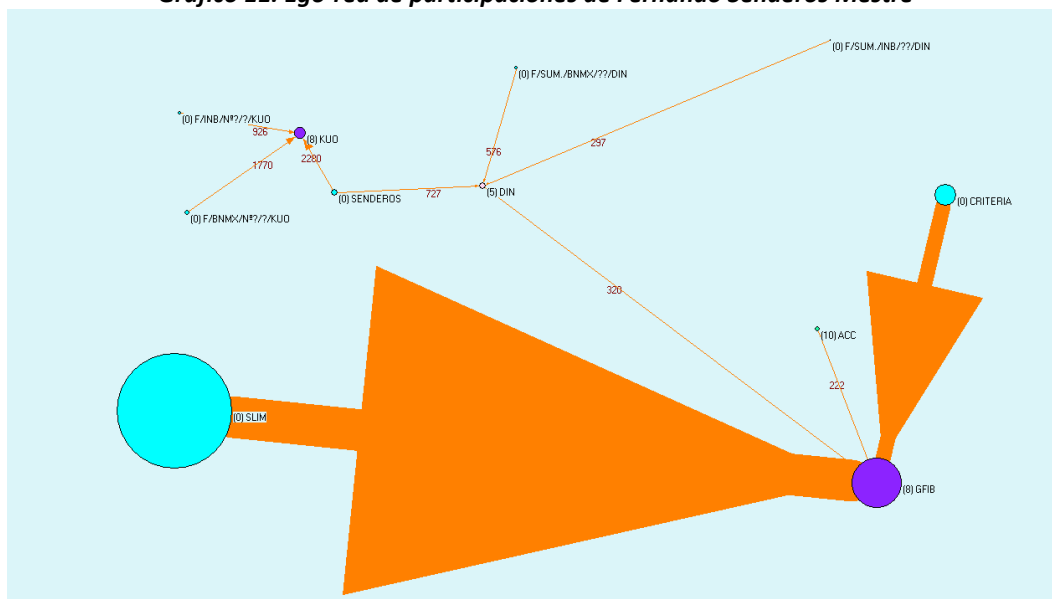 Gráfico 11. Ego-red de participaciones de Fernando Senderos Mestre
(0) F/SUM./INB/??/DIN
(0) F/SUM./BNMX/??/DIN
(0) F/INB/Nº?/?/KUO
926
(8) KUO
297
576
1770
2280
(5) DIN
(0) SENDEROS
727
(0) CRITERIA
(0) F/BNMX/Nº?/?/KUO
320
(10) ACC
222
(0) SLIM
(8) GFIB